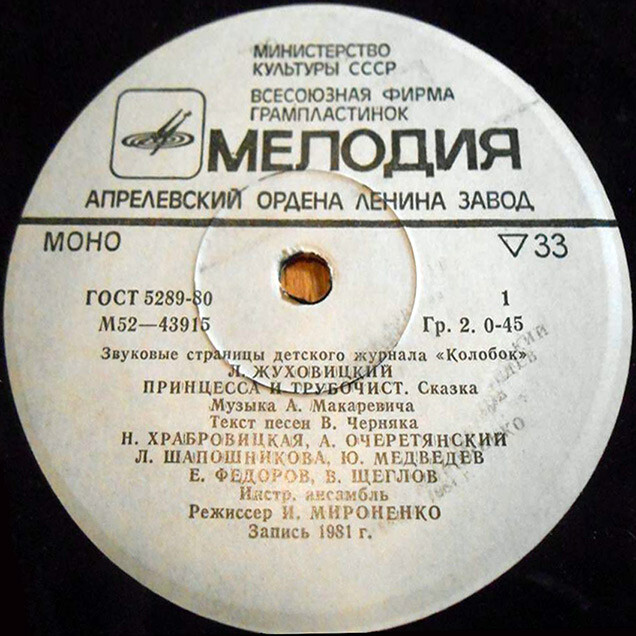 МИНИСТЕРСТВО
КУЛЬТУРЫ СССР
ВСЕСОЮЗНАЯ ФИРМА
ГРАМПЛАСТИНОК
МЕЛОДИЯ
АПРЕЛЕВСКИЙ ОРДЕНА ЛЕНИНА ЗАВОД
МОНО ▽ 33
ГОСТ 5289-80 1
М52—43915 Гр. 2. 0-45
Звуковые страницы детского журнала «Колобок»
Л. ЖУХОВИЦКИЙ
ПРИНЦЕССА И ТРУБОЧИСТ. Сказка
Музыка А. Макаревича
Текст песен В. Черняка
Н. ХРАБРОВИЦКАЯ, А. ОЧЕРЕТЯНСКИЙ
Л. ШАПОШНИКОВА, Ю. МЕДВЕДЕВ
Е. ФЕДОРОВ, В. ЩЕГЛОВ
Инстр. ансамбль
Режиссер И. МИРОНЕНКО
Запись 1981 г.